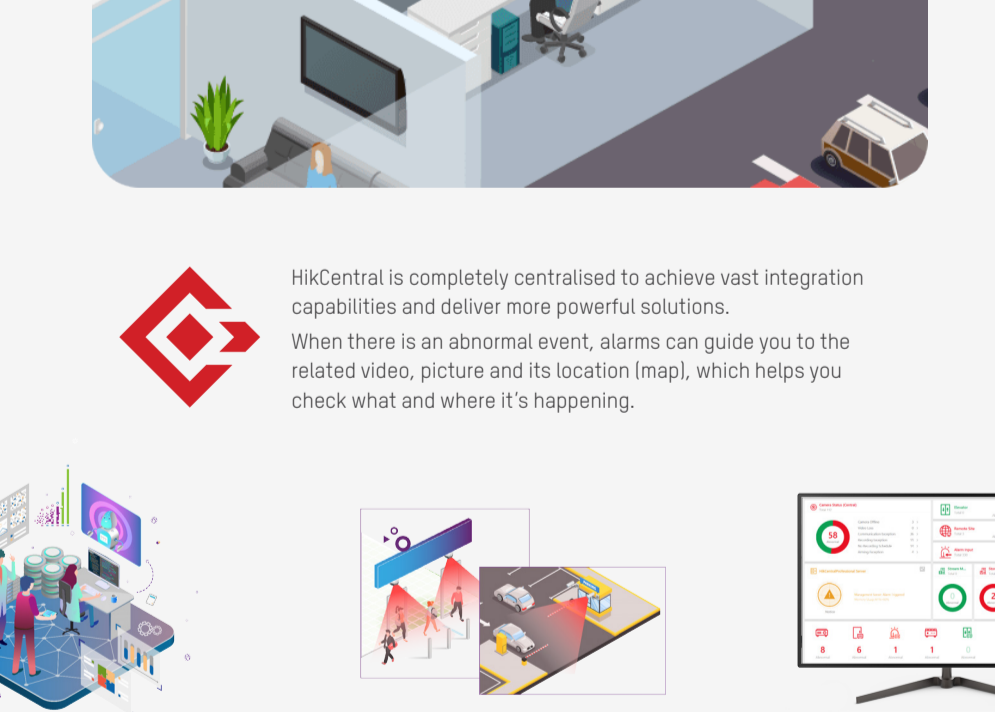 HikCentral is completely centralised to achieve vast integration
capabilities and deliver more powerful solutions.
When there is an abnormal event, alarms can guide you to the
related video, picture and its location (map), which helps you
check what and where it's happening.
58
8
6
1
1
0